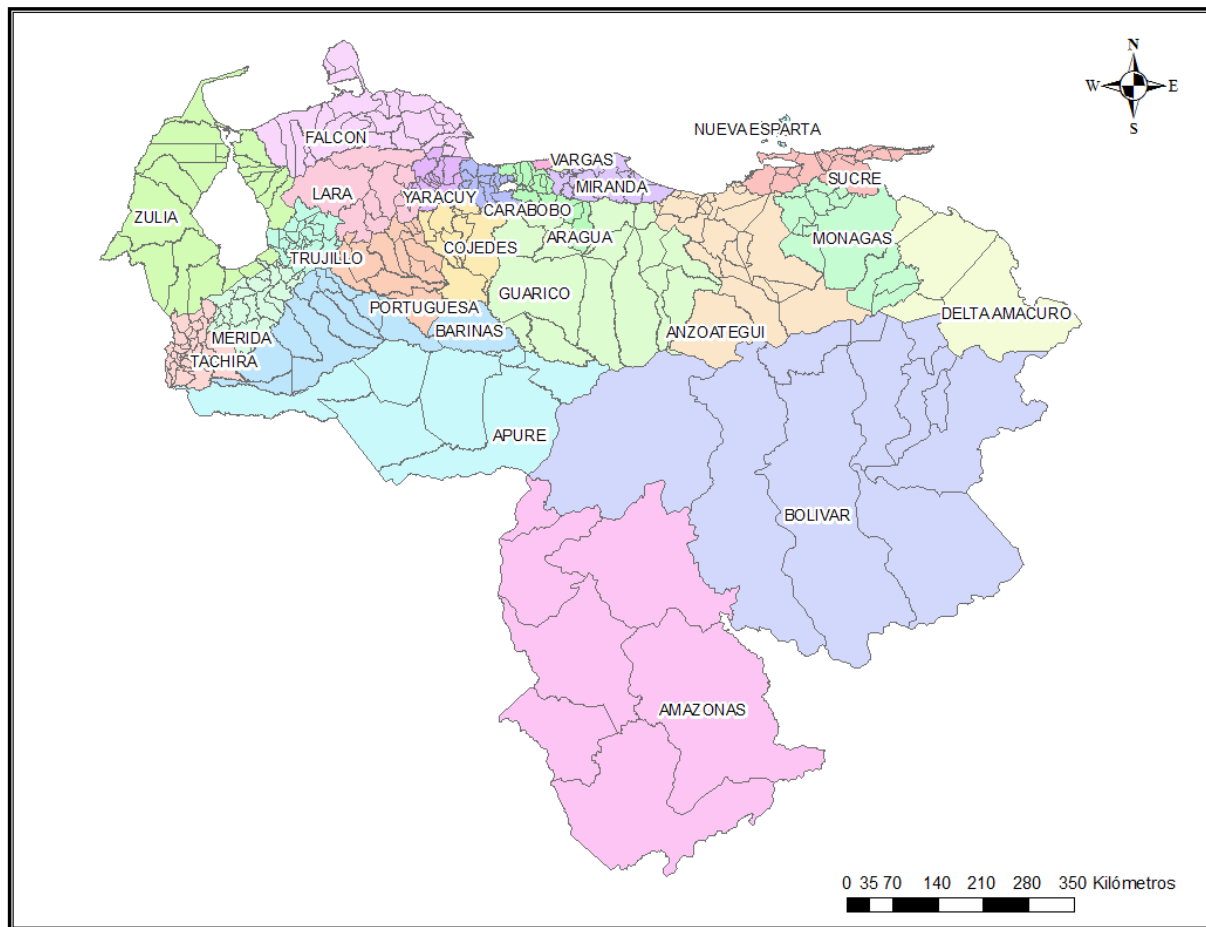 N
W E
S
NUEVA ESPARTA
FALCON
VARGAS
SUCRE
LARA
MIRANDA
YARACUY
ZULIA
CARABOBO
ARAGUA
MONAGAS
COJEDES
TRUJILLO
GUARICO
PORTUGUESA
DELTA AMACURO
BARINAS
ANZOATEGUI
MERIDA
TACHIRA
APURE
BOLIVAR
AMAZONAS
0 35 70 140 210 280 350 Kilómetros